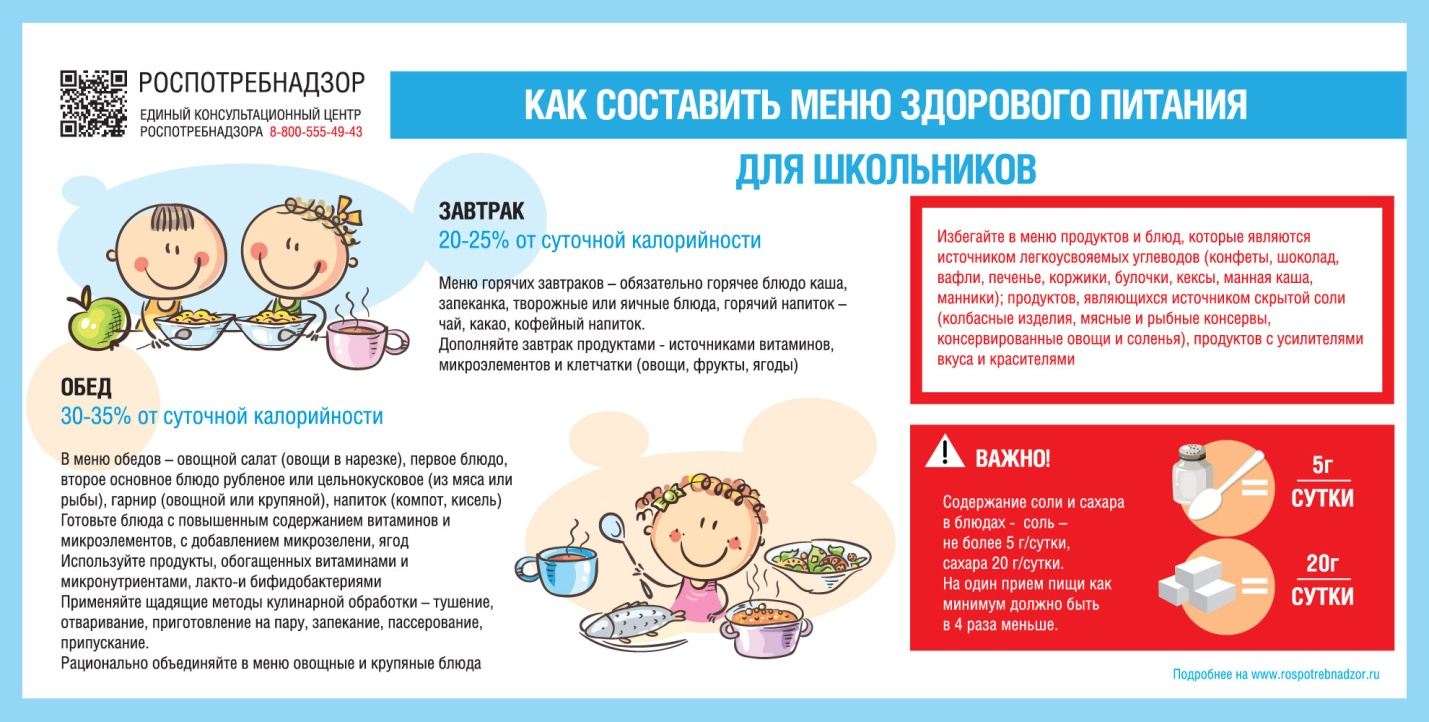 РОСПОТРЕБНАДЗОР
ЕДИНЫЙ КОНСУЛЬТАЦИОННЫЙ ЦЕНТР
РОСПОТРЕБНАДЗОРА 8-800-555-49-43
КАК СОСТАВИТЬ МЕНЮ ЗДОРОВОГО ПИТАНИЯ
ДЛЯ ШКОЛЬНИКОВ
ЗАВТРАК
20-25% от суточной калорийности
Меню горячих завтраков – обязательно горячее блюдо каша,
запеканка, творожные или яичные блюда, горячий напиток –
чай, какао, кофейный напиток.
Дополняйте завтрак продуктами - источниками витаминов,
микроэлементов и клетчатки (овощи, фрукты, ягоды)
ОБЕД
30-35% от суточной калорийности
В меню обедов – овощной салат (овощи в нарезке), первое блюдо,
второе основное блюдо рубленое или цельнокусковое (из мяса или
рыбы), гарнир (овощной или крупяной), напиток (компот, кисель)
Готовьте блюда с повышенным содержанием витаминов и
микроэлементов, с добавлением микрозелени, ягод
Используйте продукты, обогащенных витаминами и
микронутриентами, лакто-и бифидобактериями
Применяйте щадящие методы кулинарной обработки – тушение,
отваривание, приготовление на пару, запекание, пассерование,
припускание.
Рационально объединяйте в меню овощные и крупяные блюда
Избегайте в меню продуктов и блюд, которые являются
источником легкоусвояемых углеводов (конфеты, шоколад,
вафли, печенье, коржики, булочки, кексы, манная каша,
манники); продуктов, являющихся источником скрытой соли
(колбасные изделия, мясные и рыбные консервы,
консервированные овощи и соленья), продуктов с усилителями
вкуса и красителями
ВАЖНО!
Содержание соли и сахара
в блюдах - соль –
не более 5 г/сутки,
сахара 20 г/сутки.
На один прием пищи как
минимум должно быть
в 4 раза меньше.
5г
СУТКИ
20г
СУТКИ
Подробнее на www.rospotrebnadzor.ru